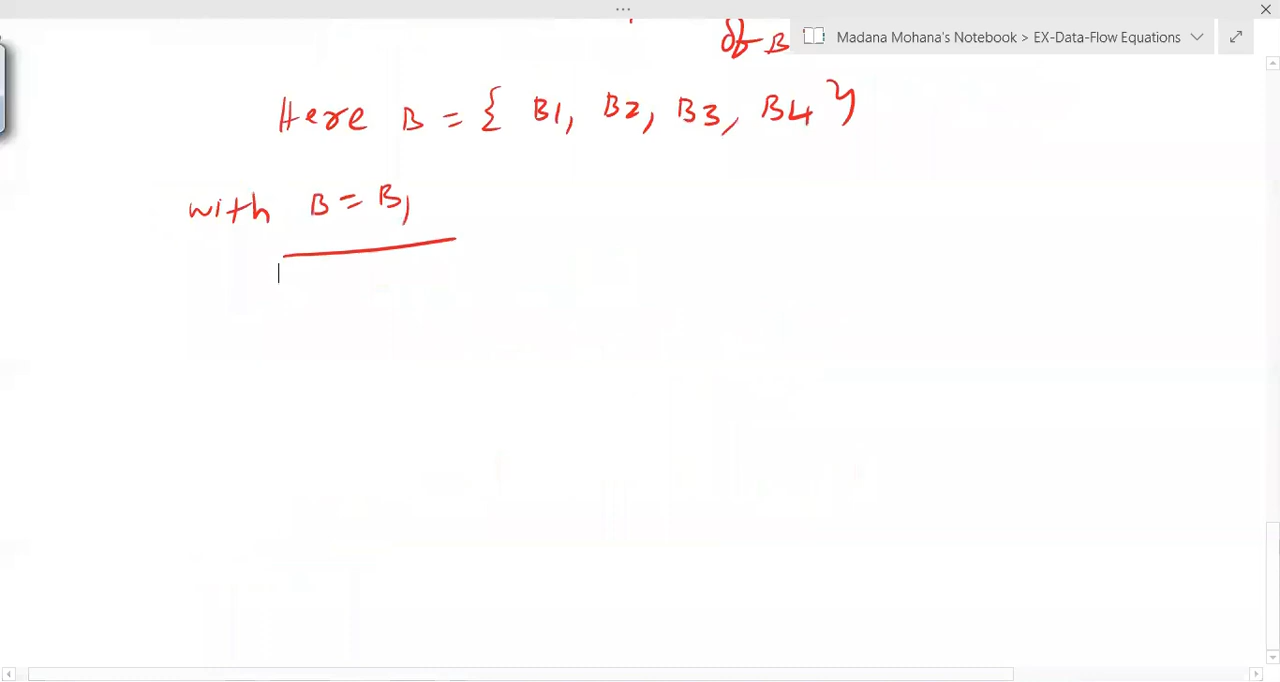 ...
of B
Madana Mohana's Notebook > EX-Data-Flow Equations
Here B = { B1, B2, B3, B4 }
with B = B1